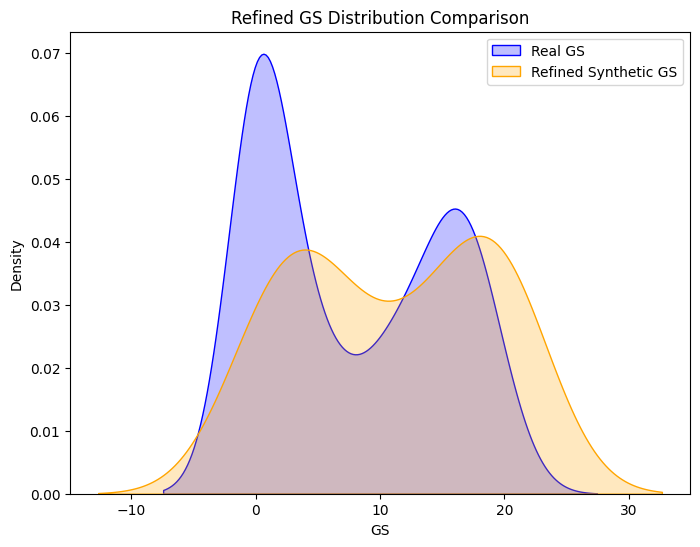 Refined GS Distribution Comparison
Real GS
Refined Synthetic GS
0.07
0.06
0.05
0.04
0.03
0.02
0.01
0.00
Density
−10
0
10
20
30
GS